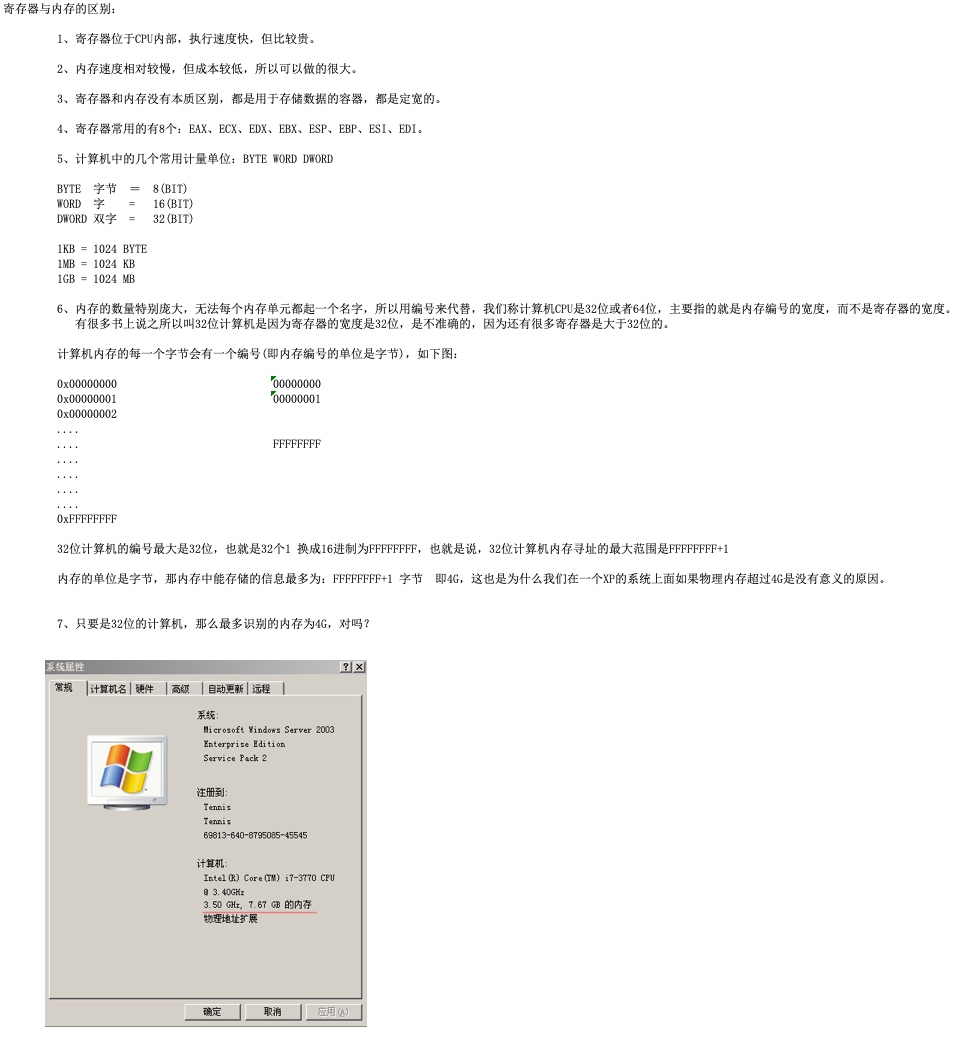 寄存器与内存的区别:
1、寄存器位于CPU内部，执行速度快，但比较贵。
2、内存速度相对较慢，但成本较低，所以可以做的很大。
3、寄存器和内存没有本质区别，都是用于存储数据的容器，都是定宽的。
4、寄存器常用的有8个: EAX、ECX、EDX、EBX、ESP、EBP、ESI、EDI。
5、计算机中的几个常用计量单位: BYTE WORD DWORD
BYTE 字节 ＝ 8(BIT)
WORD 字 = 16(BIT)
DWORD 双字 = 32(BIT)
1KB = 1024 BYTE
1MB = 1024 KB
1GB = 1024 MB
6、内存的数量特别庞大，无法每个内存单元都起一个名字，所以用编号来代替，我们称计算机CPU是32位或者64位，主要指的就是内存编号的宽度，而不是寄存器的宽度。
有很多书上说之所以叫32位计算机是因为寄存器的宽度是32位，是不准确的，因为还有很多寄存器是大于32位的。
计算机内存的每一个字节会有一个编号(即内存编号的单位是字节)，如下图:
0x00000000 00000000
0x00000001 00000001
0x00000002
....
.... FFFFFFFF
....
....
....
....
0xFFFFFFFF
32位计算机的编号最大是32位，也就是32个1 换成16进制为FFFFFFFF，也就是说，32位计算机内存寻址的最大范围是FFFFFFFF+1
内存的单位是字节，那内存中能存储的信息最多为: FFFFFFFF+1 字节 即4G，这也是为什么我们在一个XP的系统上面如果物理内存超过4G是没有意义的原因。
7、只要是32位的计算机，那么最多识别的内存为4G，对吗?
系统属性
常规 计算机名 硬件 高级 自动更新 远程
系统:
Microsoft Windows Server 2003
Enterprise Edition
Service Pack 2
注册到:
Tennis
Tennis
69813-640-8795085-45545
计算机:
Intel(R) Core(TM) i7-3770 CPU
@ 3.40GHz
3.50 GHz, 7.67 GB 的内存
物理地址扩展
确定 取消 应用(A)